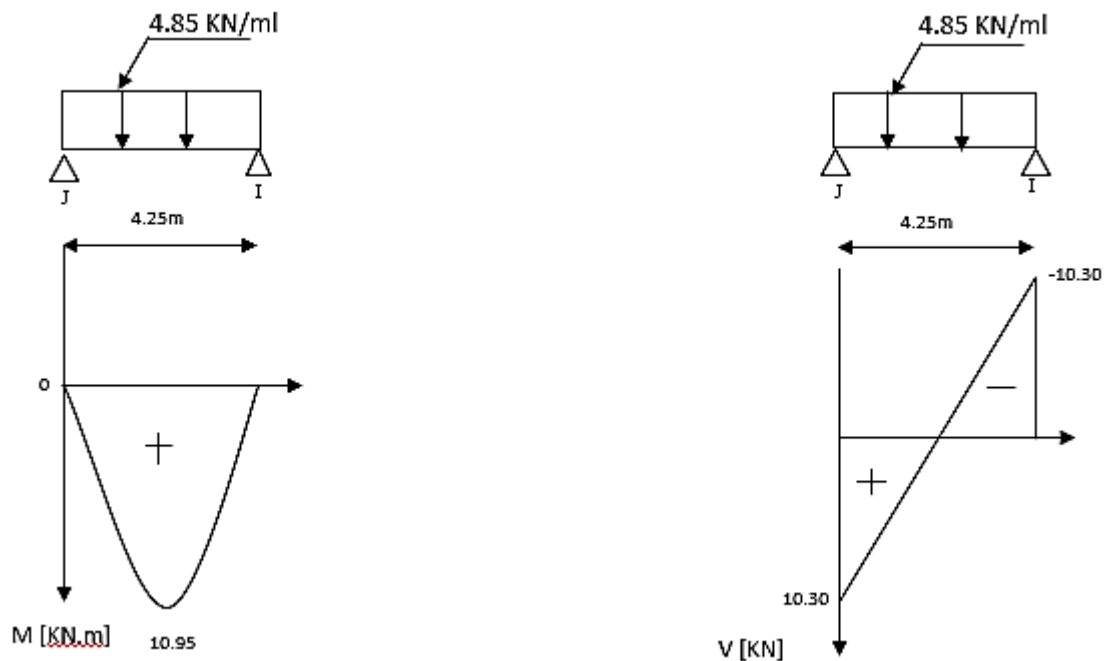 4.85 KN/ml
J
I
4.25m
0
+
M [KN.m]
10.95
4.85 KN/ml
J
I
4.25m
-10.30
—
+
10.30
V [KN]